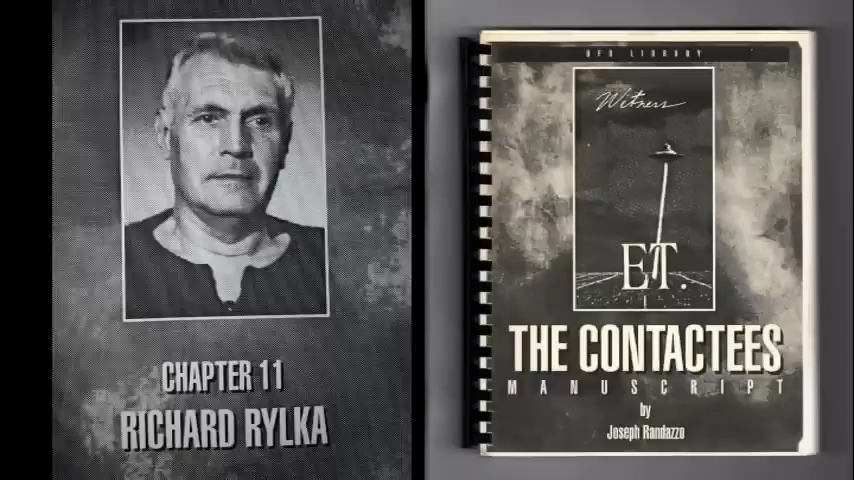 CHAPTER 11
RICHARD RYLKA
UFO LIBRARY
Witness
E.T.
THE CONTACTEES
MANUSCRIPT
by
Joseph Randazzo